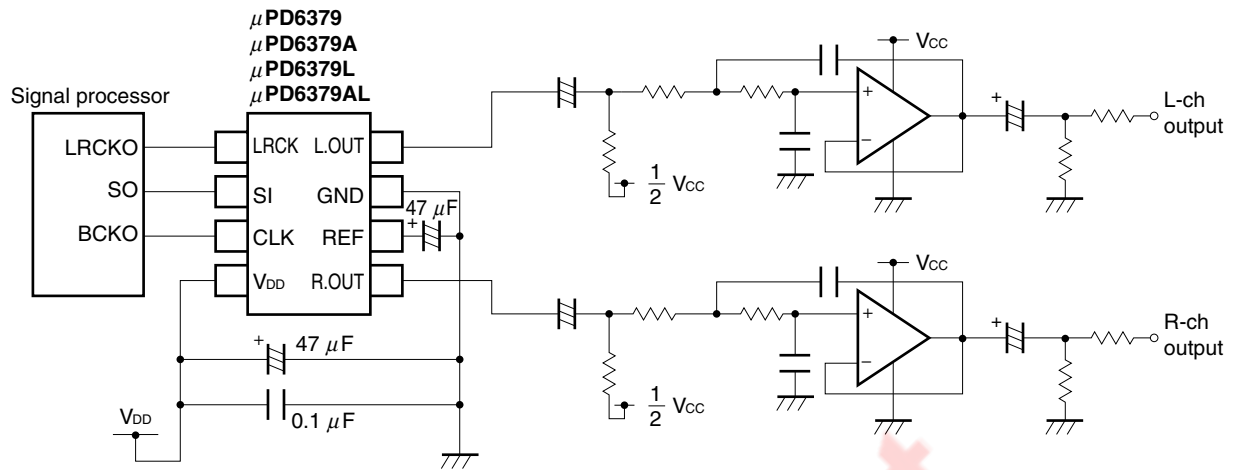 μPD6379
μPD6379A
μPD6379L
μPD6379AL
Signal processor
LRCKO
SO
BCKO
LRCK L.OUT
SI GND
CLK REF
VDD R.OUT
47 μF
+
+ 47 μF
0.1 μF
VDD
1/2 VCC
VCC
+
−
+
L-ch
output
1/2 VCC
VCC
+
−
+
R-ch
output